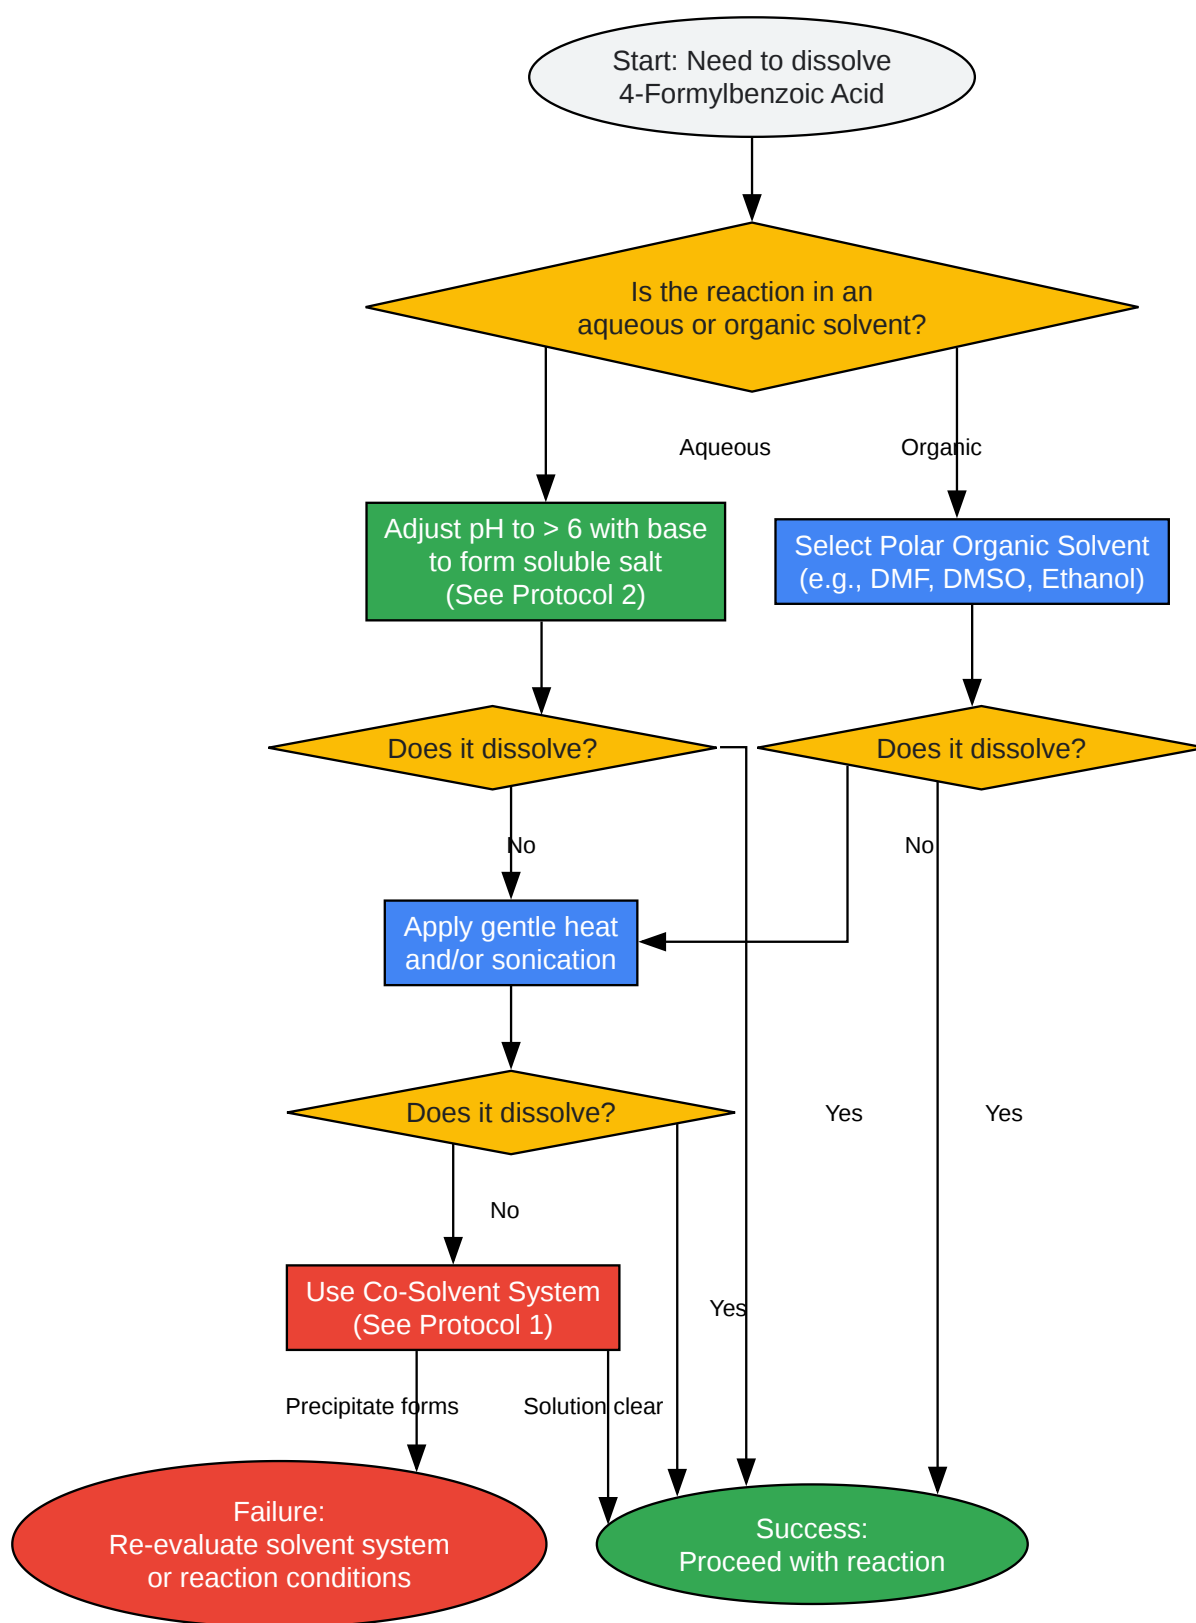 Start: Need to dissolve
4-Formylbenzoic Acid
Is the reaction in an
aqueous or organic solvent?
Aqueous
Organic
Adjust pH to > 6 with base
to form soluble salt
(See Protocol 2)
Select Polar Organic Solvent
(e.g., DMF, DMSO, Ethanol)
Does it dissolve?
Does it dissolve?
No
No
Apply gentle heat
and/or sonication
Does it dissolve?
Yes
Yes
No
Use Co-Solvent System
(See Protocol 1)
Yes
Precipitate forms
Solution clear
Failure:
Re-evaluate solvent system
or reaction conditions
Success:
Proceed with reaction